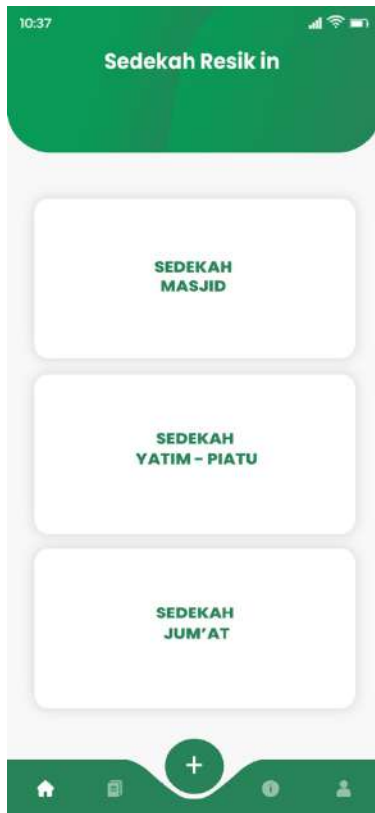 10:37
Sedekah Resik in
SEDEKAH
MASJID
SEDEKAH
YATIM - PIATU
SEDEKAH
JUM'AT